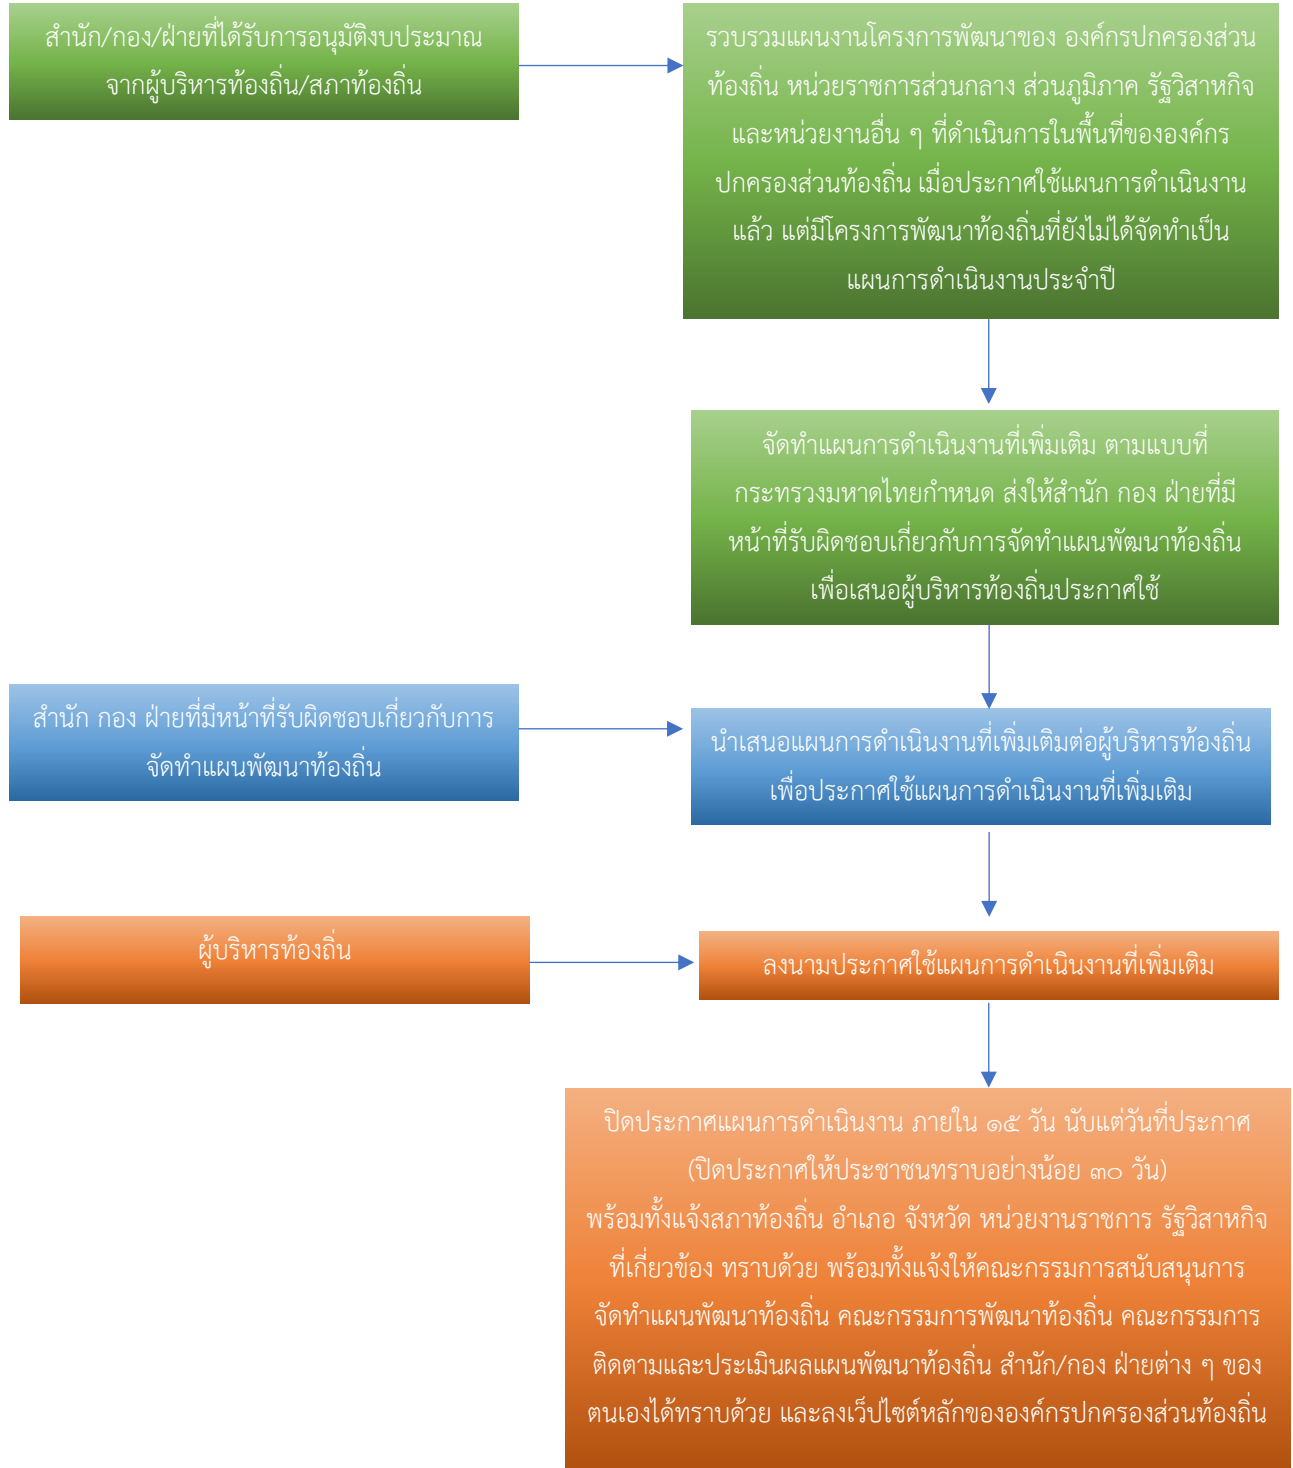 สำนัก/กอง/ฝ่ายที่ได้รับการอนุมัติงบประมาณ
จากผู้บริหารท้องถิ่น/สภาท้องถิ่น
รวบรวมแผนงานโครงการพัฒนาของ องค์กรปกครองส่วน
ท้องถิ่น หน่วยราชการส่วนกลาง ส่วนภูมิภาค รัฐวิสาหกิจ
และหน่วยงานอื่น ๆ ที่ดำเนินการในพื้นที่ขององค์กร
ปกครองส่วนท้องถิ่น เมื่อประกาศใช้แผนการดำเนินงาน
แล้ว แต่มีโครงการพัฒนาท้องถิ่นที่ยังไม่ได้จัดทำเป็น
แผนการดำเนินงานประจำปี
จัดทำแผนการดำเนินงานที่เพิ่มเติม ตามแบบที่
กระทรวงมหาดไทยกำหนด ส่งให้สำนัก กอง ฝ่ายที่มี
หน้าที่รับผิดชอบเกี่ยวกับการจัดทำแผนพัฒนาท้องถิ่น
เพื่อเสนอผู้บริหารท้องถิ่นประกาศใช้
สำนัก กอง ฝ่ายที่มีหน้าที่รับผิดชอบเกี่ยวกับการ
จัดทำแผนพัฒนาท้องถิ่น
นำเสนอแผนการดำเนินงานที่เพิ่มเติมต่อผู้บริหารท้องถิ่น
เพื่อประกาศใช้แผนการดำเนินงานที่เพิ่มเติม
ผู้บริหารท้องถิ่น
ลงนามประกาศใช้แผนการดำเนินงานที่เพิ่มเติม
ปิดประกาศแผนการดำเนินงาน ภายใน ๑๕ วัน นับแต่วันที่ประกาศ
(ปิดประกาศให้ประชาชนทราบอย่างน้อย ๓๐ วัน)
พร้อมทั้งแจ้งสภาท้องถิ่น อำเภอ จังหวัด หน่วยงานราชการ รัฐวิสาหกิจ
ที่เกี่ยวข้อง ทราบด้วย พร้อมทั้งแจ้งให้คณะกรรมการสนับสนุนการ
จัดทำแผนพัฒนาท้องถิ่น คณะกรรมการพัฒนาท้องถิ่น คณะกรรมการ
ติดตามและประเมินผลแผนพัฒนาท้องถิ่น สำนัก/กอง ฝ่ายต่าง ๆ ของ
ตนเองได้ทราบด้วย และลงเว็ปไซต์หลักขององค์กรปกครองส่วนท้องถิ่น